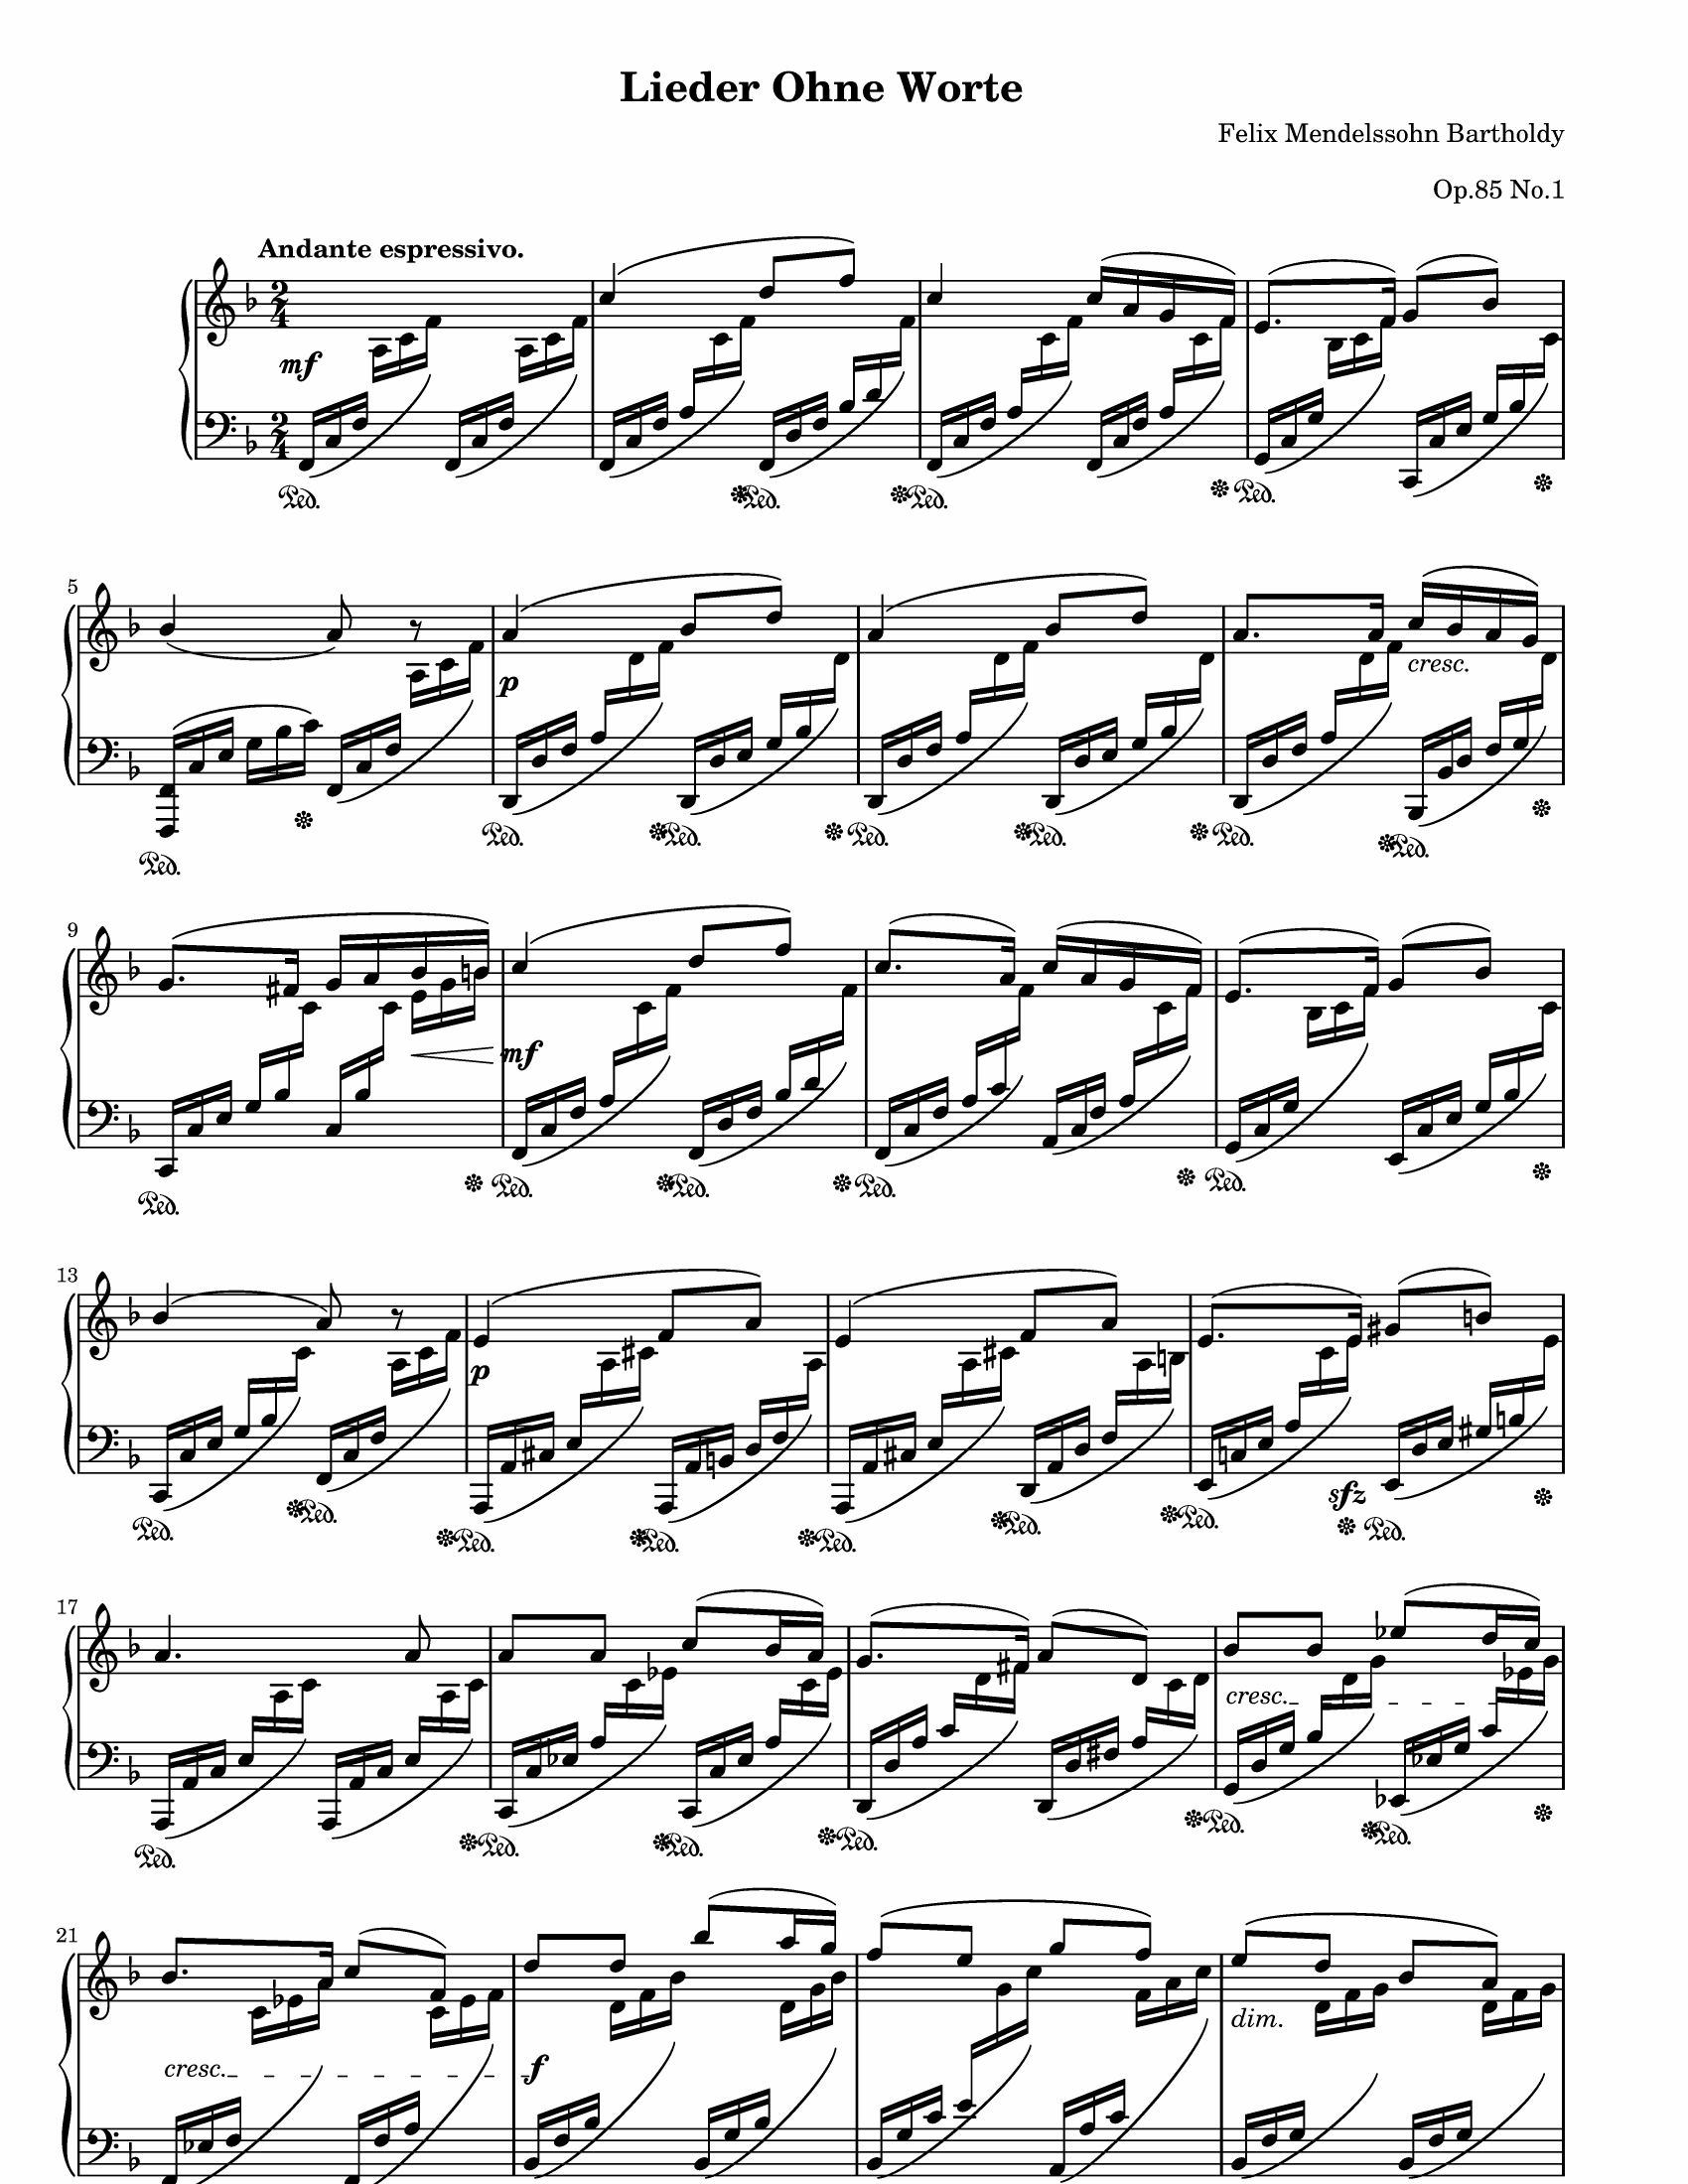 Lieder Ohne Worte
Felix Mendelssohn Bartholdy
Op.85 No.1
Andante espressivo.
2 4
mf
2 4
Ped. Ped. Ped. Ped.
5
p
cresc.
Ped. Ped. Ped. Ped. Ped. Ped. Ped.
9
mf
Ped. Ped. Ped. Ped. Ped.
13
p
sfz
Ped. Ped. Ped. Ped. Ped. Ped. Ped. Ped.
17
cresc.
Ped. Ped. Ped. Ped. Ped. Ped.
21
dim.
cresc. f